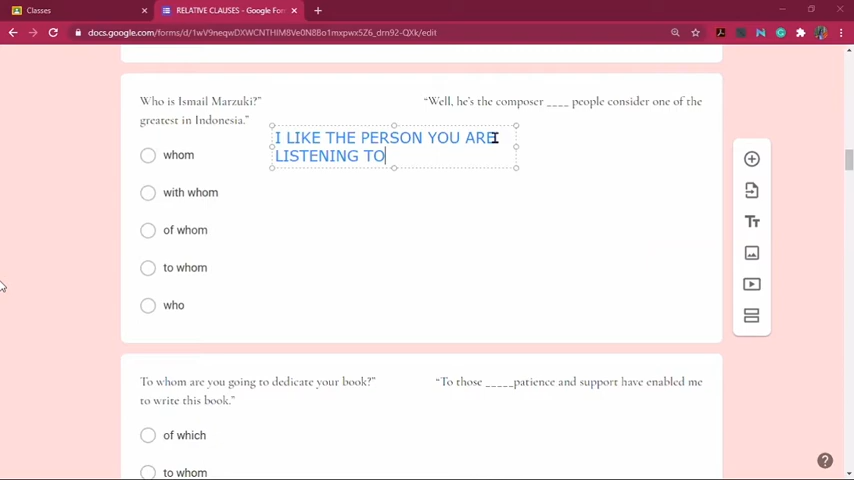 Classes
RELATIVE CLAUSES - Google For
docs.google.com/forms/d/1wV9neqwDXWCNTHIM8Ve0N8Bo1mxpwx5Z6_drn92-QXk/edit
Who is Ismail Marzuki?" "Well, he's the composer ____ people consider one of the
greatest in Indonesia."
I LIKE THE PERSON YOU ARE
LISTENING TO
whom
with whom
of whom
to whom
who
To whom are you going to dedicate your book?" "To those _____patience and support have enabled me
to write this book."
of which
to whom